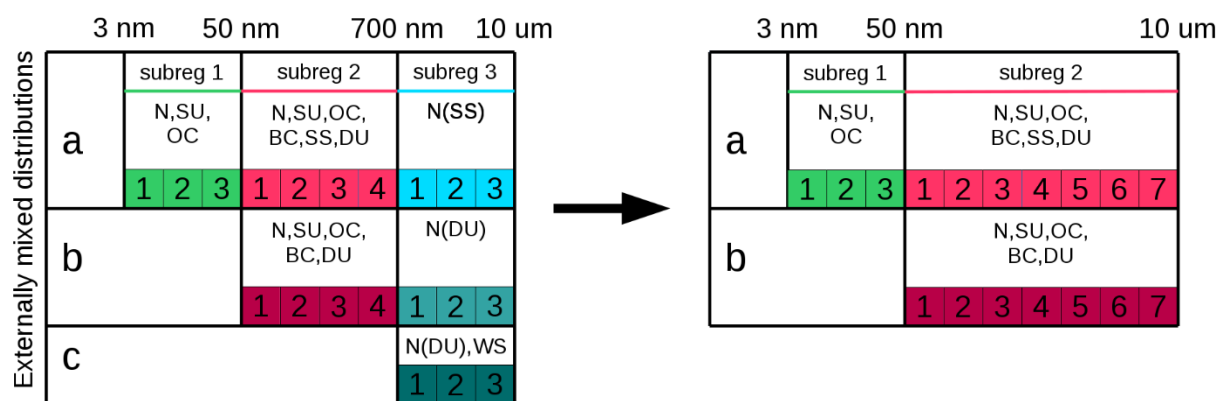 3 nm 50 nm 700 nm 10 um
Externally mixed distributions
subreg 1 subreg 2 subreg 3
a
N,SU,
OC
N,SU,OC,
BC,SS,DU
N(SS)
1 2 3 1 2 3 4 1 2 3
b
N,SU,OC,
BC,DU
N(DU)
1 2 3 4 1 2 3
c
N(DU),WS
1 2 3
3 nm 50 nm 10 um
subreg 1 subreg 2
a
N,SU,
OC
N,SU,OC,
BC,SS,DU
1 2 3 1 2 3 4 5 6 7
b
N,SU,OC,
BC,DU
1 2 3 4 5 6 7